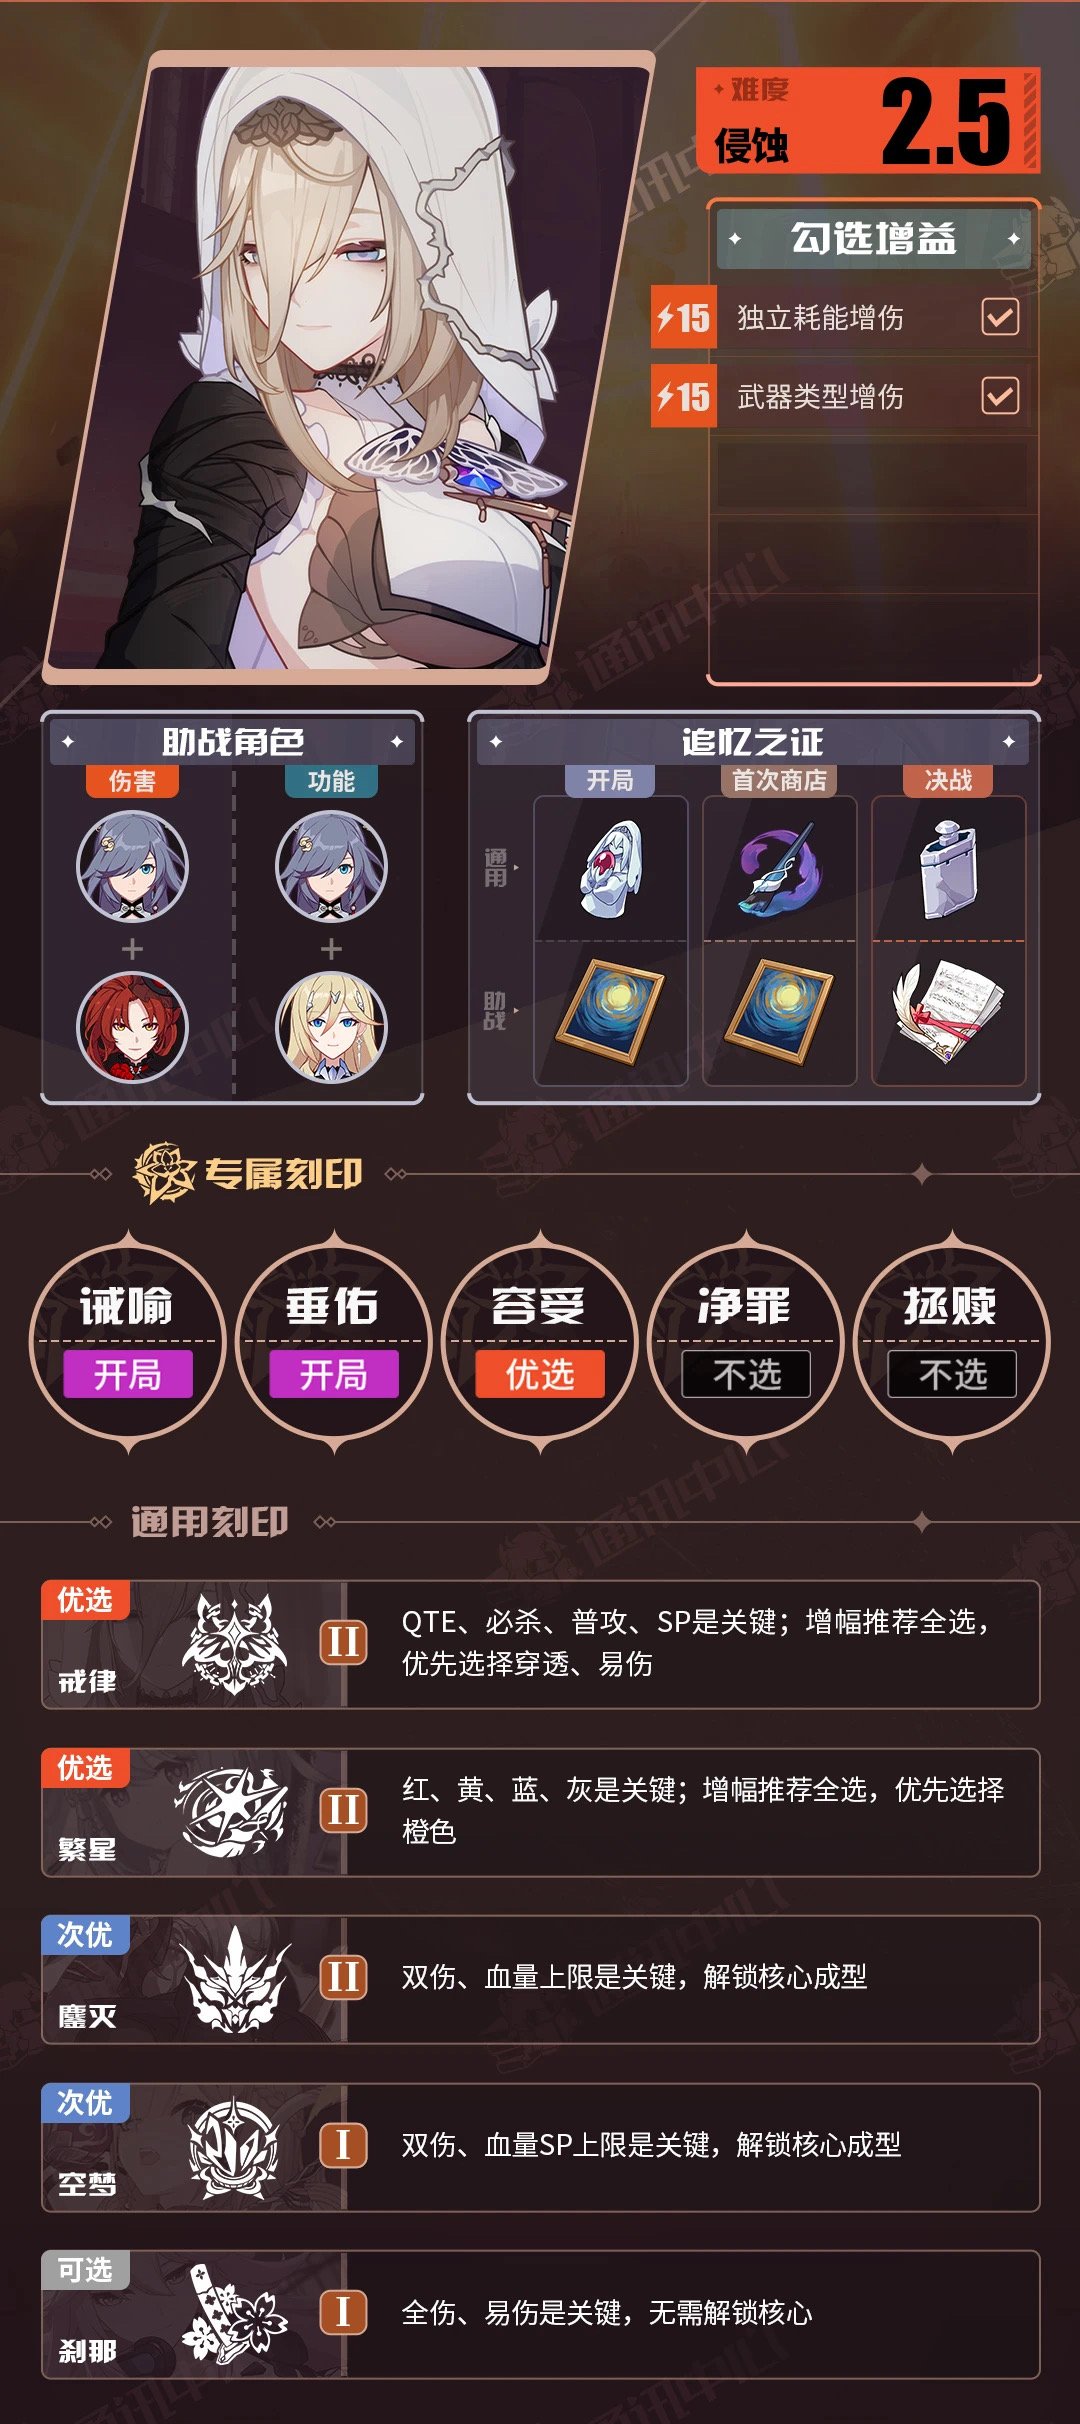 难度
侵蚀 2.5
勾选增益
15 独立耗能增伤
15 武器类型增伤
助战角色
伤害 功能
+ +
追忆之证
开局 首次商店 决战
通用
助战
专属刻印
诫喻 垂佑 容受 净罪 拯赎
开局 开局 优选 不选 不选
通用刻印
优选
戒律
II
QTE、必杀、普攻、SP是关键；增幅推荐全选，
优先选择穿透、易伤
优选
繁星
II
红、黄、蓝、灰是关键；增幅推荐全选，优先选择
橙色
次优
鏖灭
II
双伤、血量上限是关键，解锁核心成型
次优
空梦
I
双伤、血量SP上限是关键，解锁核心成型
可选
刹那
I
全伤、易伤是关键，无需解锁核心
通讯中心